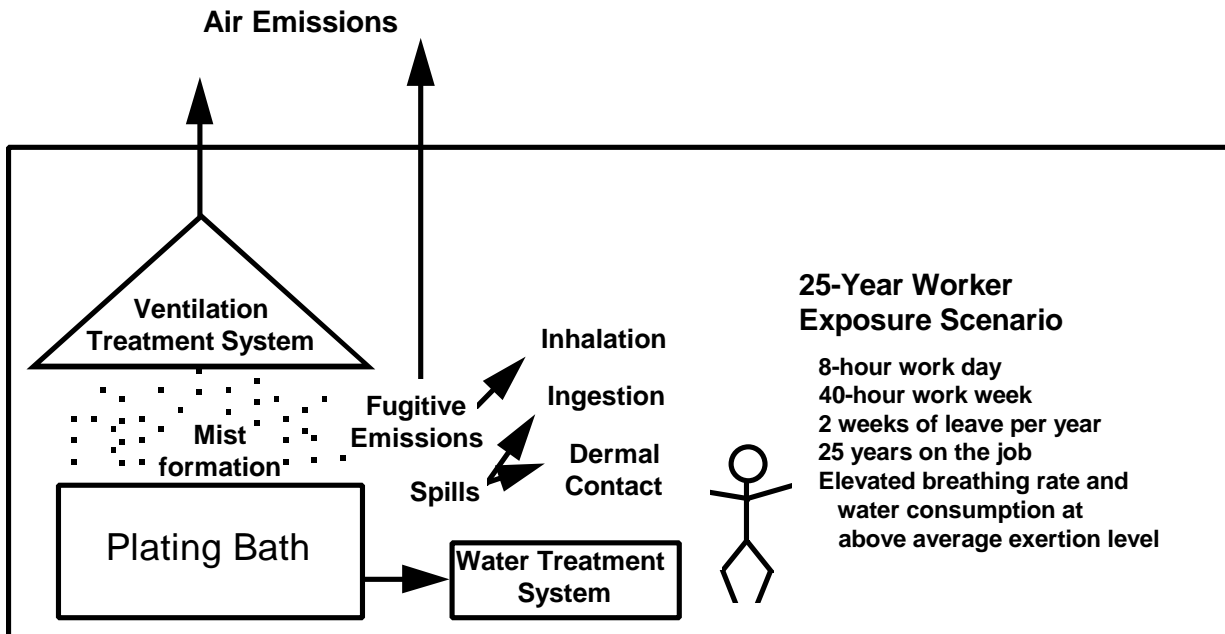 Air Emissions
Ventilation
Treatment System
Mist
formation
Plating Bath
Fugitive
Emissions
Spills
Inhalation
Ingestion
Dermal
Contact
Water Treatment
System
25-Year Worker
Exposure Scenario
8-hour work day
40-hour work week
2 weeks of leave per year
25 years on the job
Elevated breathing rate and
water consumption at
above average exertion level